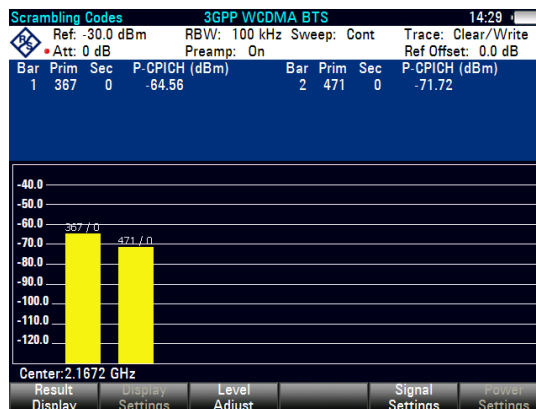 Scrambling Codes 3GPP WCDMA BTS 14:29
Ref: -30.0 dBm RBW: 100 kHz Sweep: Cont Trace: Clear/Write
Att: 0 dB Preamp: On Ref Offset: 0.0 dB
Bar Prim Sec P-CPICH (dBm) Bar Prim Sec P-CPICH (dBm)
1 367 0 -64.56 2 471 0 -71.72
-40.0
-50.0
-60.0
367 / 0
-70.0
471 / 0
-80.0
-90.0
-100.0
-110.0
-120.0
Center:2.1672 GHz
Result Display Level Signal Power
Display Settings Adjust Settings Settings